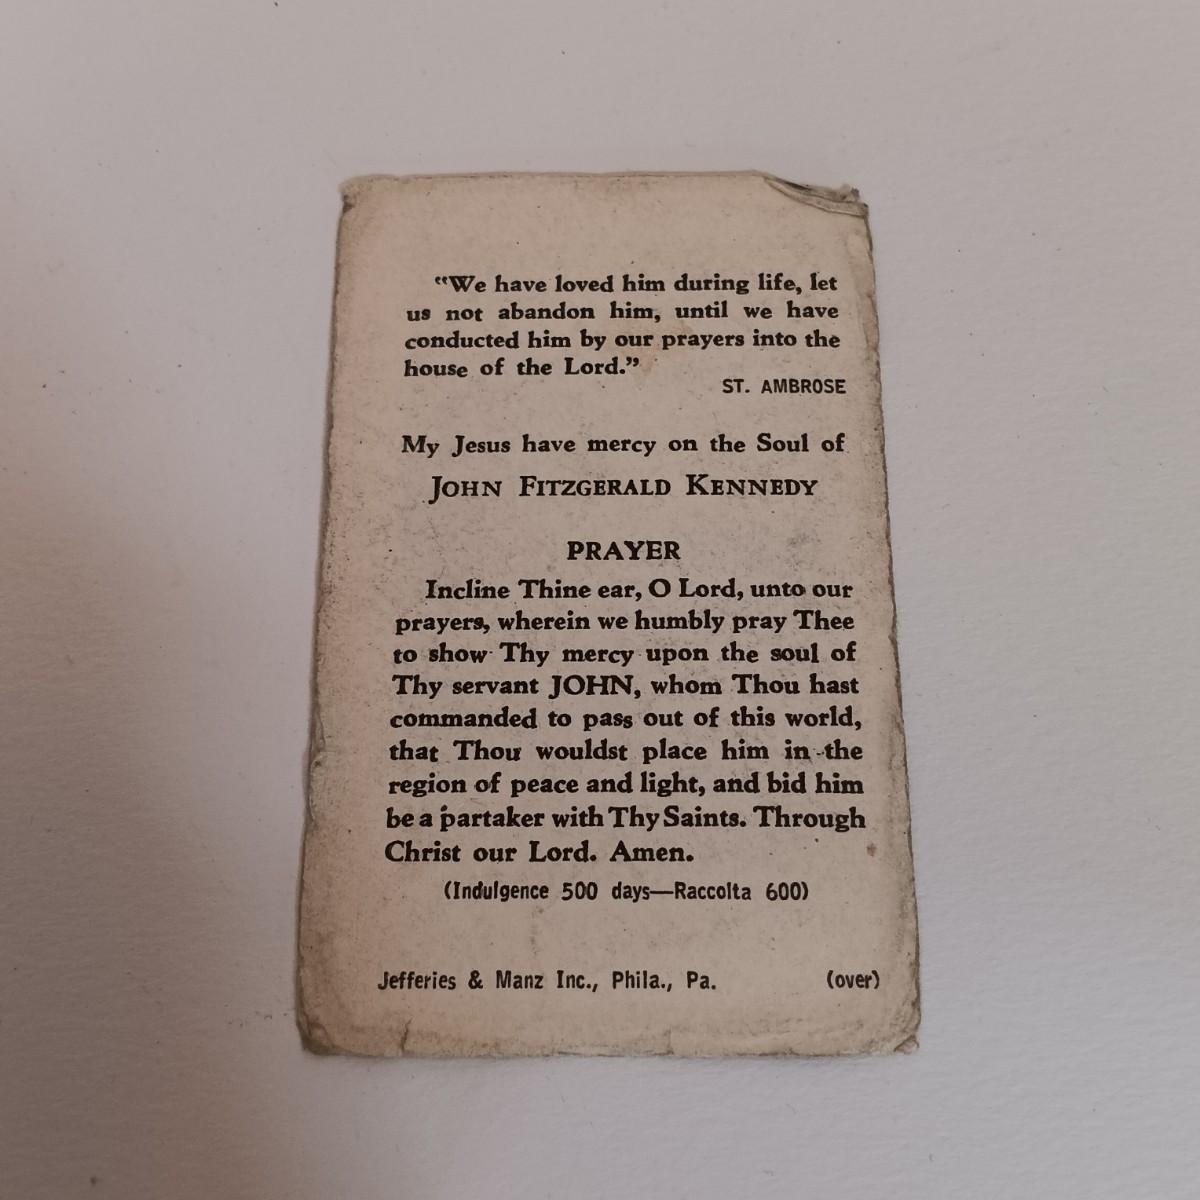 “We have loved him during life, let
us not abandon him, until we have
conducted him by our prayers into the
house of the Lord.”
ST. AMBROSE
My Jesus have mercy on the Soul of
JOHN FITZGERALD KENNEDY
PRAYER
Incline Thine ear, O Lord, unto our
prayers, wherein we humbly pray Thee
to show Thy mercy upon the soul of
Thy servant JOHN, whom Thou hast
commanded to pass out of this world,
that Thou wouldst place him in the
region of peace and light, and bid him
be a partaker with Thy Saints. Through
Christ our Lord. Amen.
(Indulgence 500 days—Raccolta 600)
Jefferies & Manz Inc., Phila., Pa. (over)